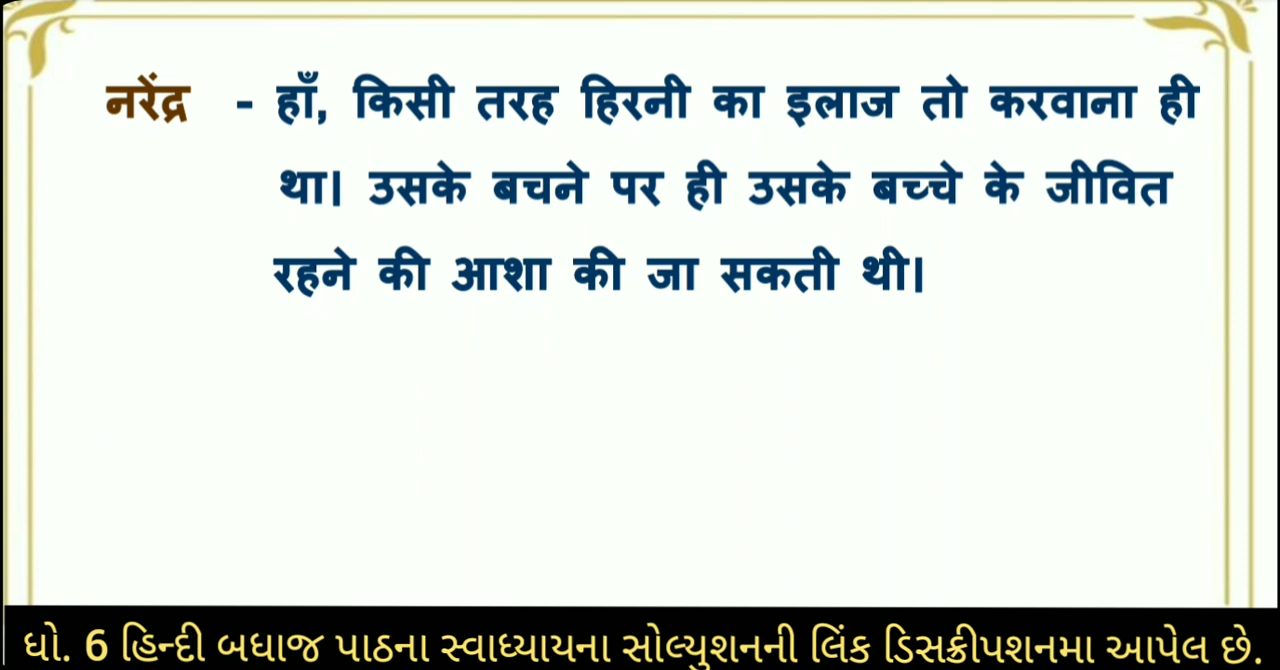 नरेंद्र - हाँ, किसी तरह हिरनी का इलाज तो करवाना ही
था। उसके बचने पर ही उसके बच्चे के जीवित
रहने की आशा की जा सकती थी।
ધો. 6 હિન્દી બધાજ પાઠના સ્વાધ્યાયના સોલ્યુશનની લિંક ડિસક્રીપશનમા આપેલ છે.